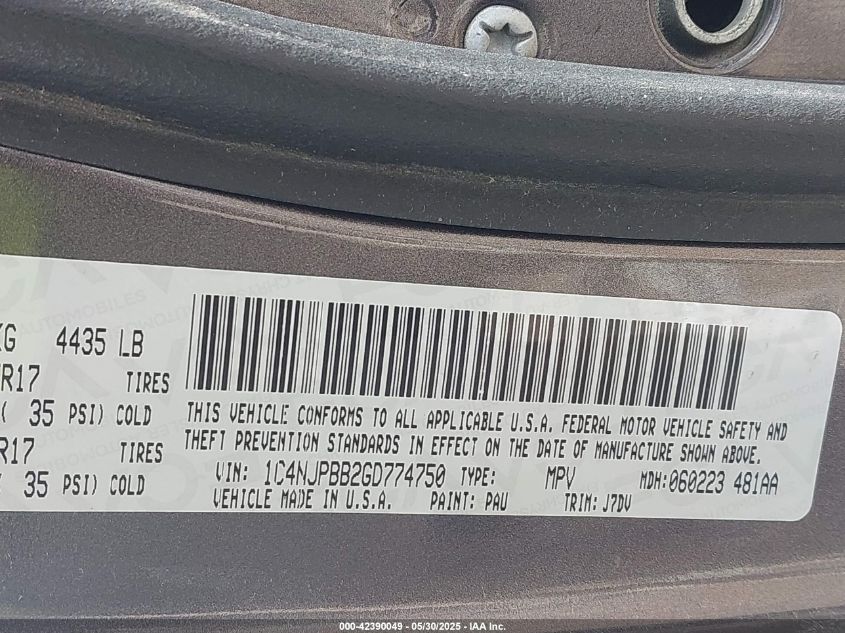 KG 4435 LB
R17 TIRES
( 35 PSI) COLD
R17 TIRES
35 PSI) COLD
THIS VEHICLE CONFORMS TO ALL APPLICABLE U.S.A. FEDERAL MOTOR VEHICLE SAFETY AND
THEFT PREVENTION STANDARDS IN EFFECT ON THE DATE OF MANUFACTURE SHOWN ABOVE.
VIN: 1C4NJPBB2GD774750 TYPE: MPV MDH:060223 481AA
VEHICLE MADE IN U.S.A. PAINT: PAU TRIM: J7DV
000-42390049 - 05/30/2025 - IAA Inc.